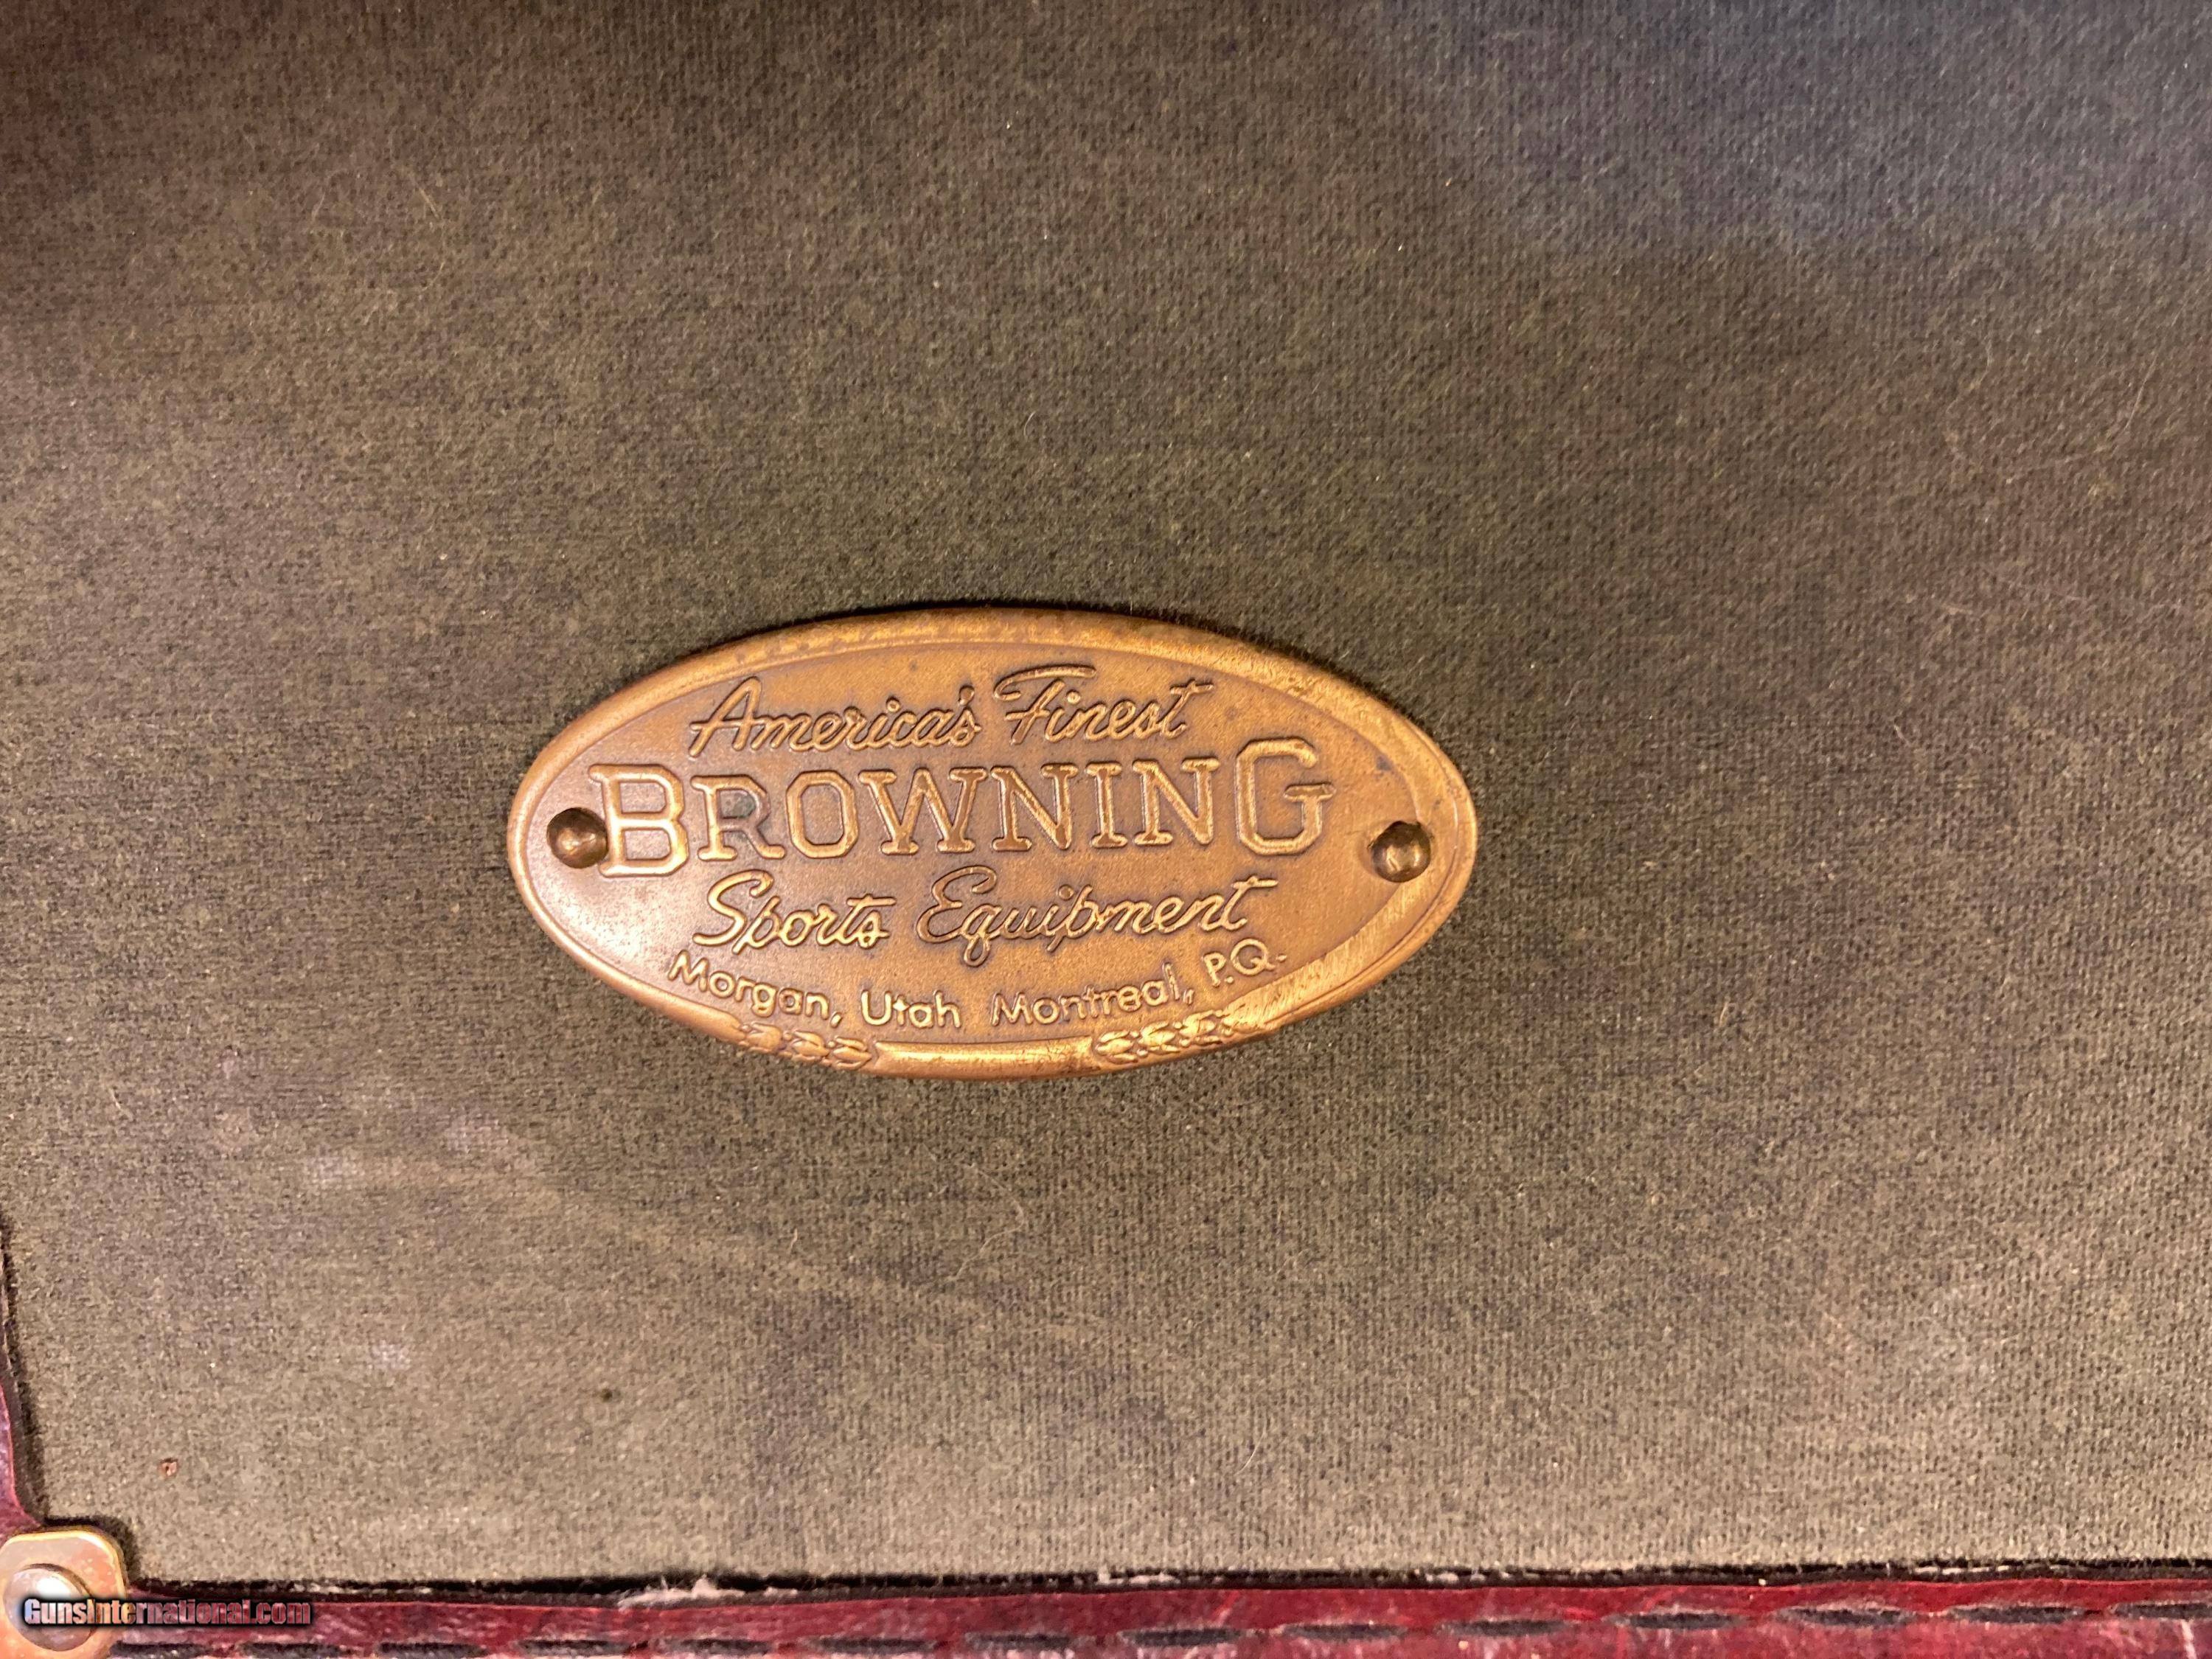 America's Finest
BROWNING
Sports Equipment
Morgan, Utah Montreal, P.Q.
GunsInternational.com